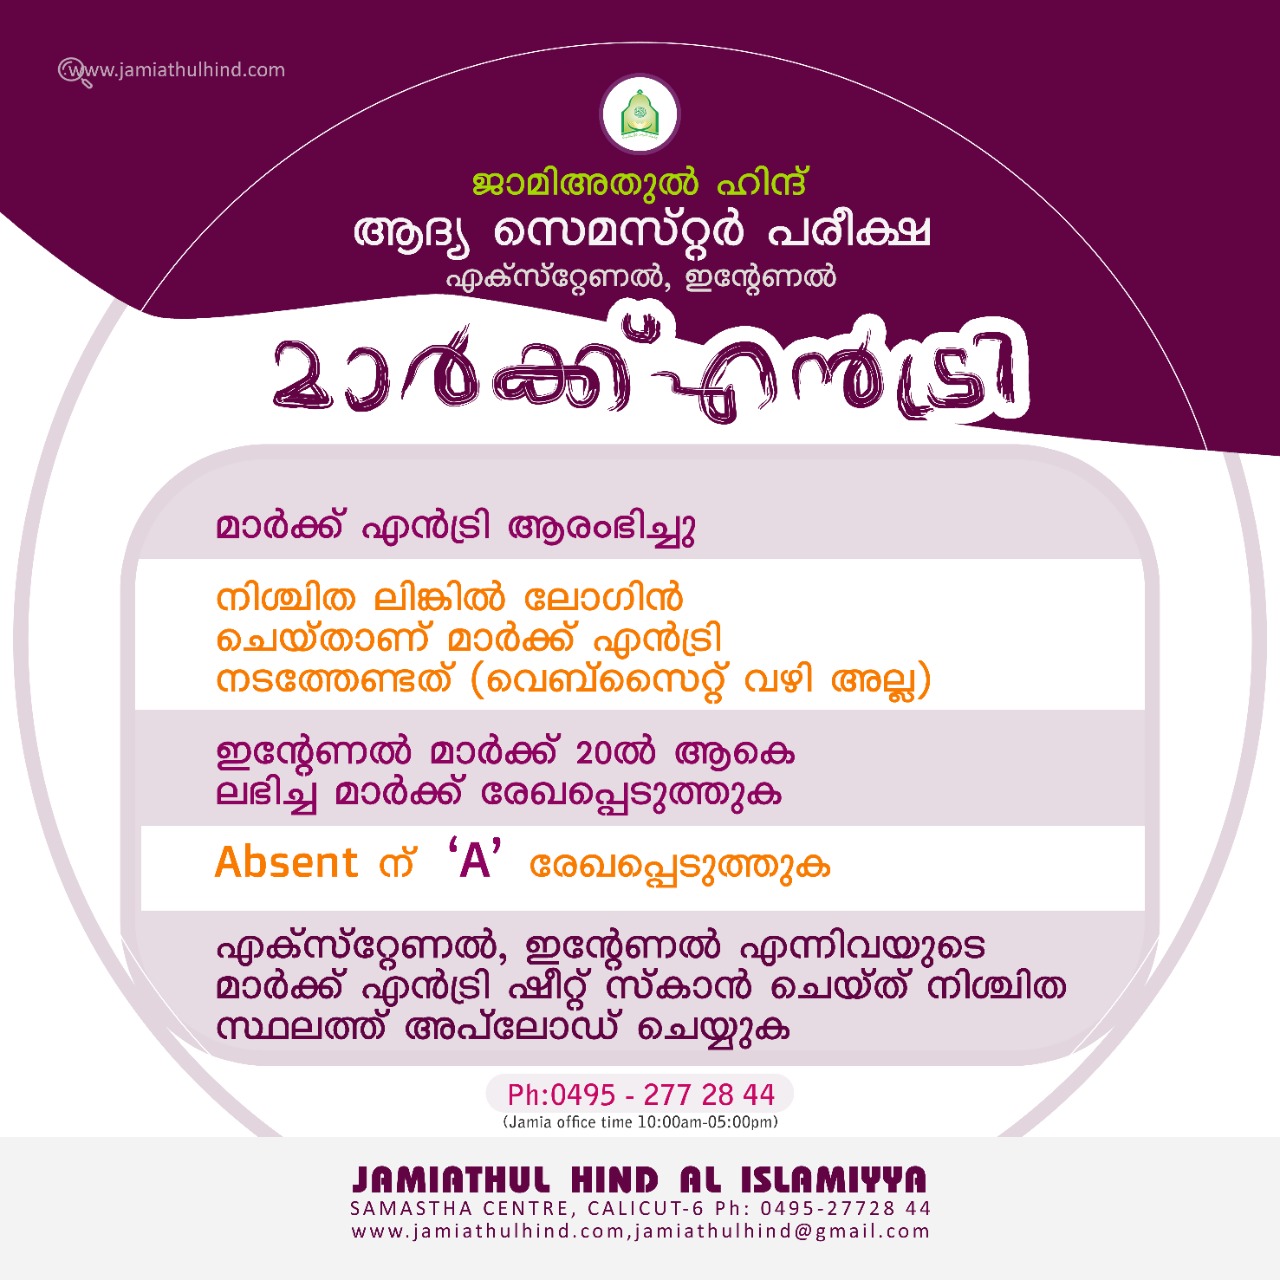 www.jamiathulhind.com
ജാമിഅതുൽ ഹിന്ദ്
ആദ്യ സെമസ്റ്റർ പരീക്ഷ
എക്സ്റ്റേണൽ, ഇന്റേണൽ
മാർക്ക് എൻട്രി
മാർക്ക് എൻട്രി ആരംഭിച്ചു
നിശ്ചിത ലിങ്കിൽ ലോഗിൻ
ചെയ്താണ് മാർക്ക് എൻട്രി
നടത്തേണ്ടത് (വെബ്സൈറ്റ് വഴി അല്ല)
ഇന്റേണൽ മാർക്ക് 20ൽ ആകെ
ലഭിച്ച മാർക്ക് രേഖപ്പെടുത്തുക
Absent ന് ‘A’ രേഖപ്പെടുത്തുക
എക്സ്റ്റേണൽ, ഇന്റേണൽ എന്നിവയുടെ
മാർക്ക് എൻട്രി ഷീറ്റ് സ്കാൻ ചെയ്ത് നിശ്ചിത
സ്ഥലത്ത് അപ്ലോഡ് ചെയ്യുക
Ph:0495 - 277 28 44
(Jamia office time 10:00am-05:00pm)
JAMIATHUL HIND AL ISLAMIYYA
SAMASTHA CENTRE, CALICUT-6 Ph: 0495-27728 44
www.jamiathulhind.com,jamiathulhind@gmail.com